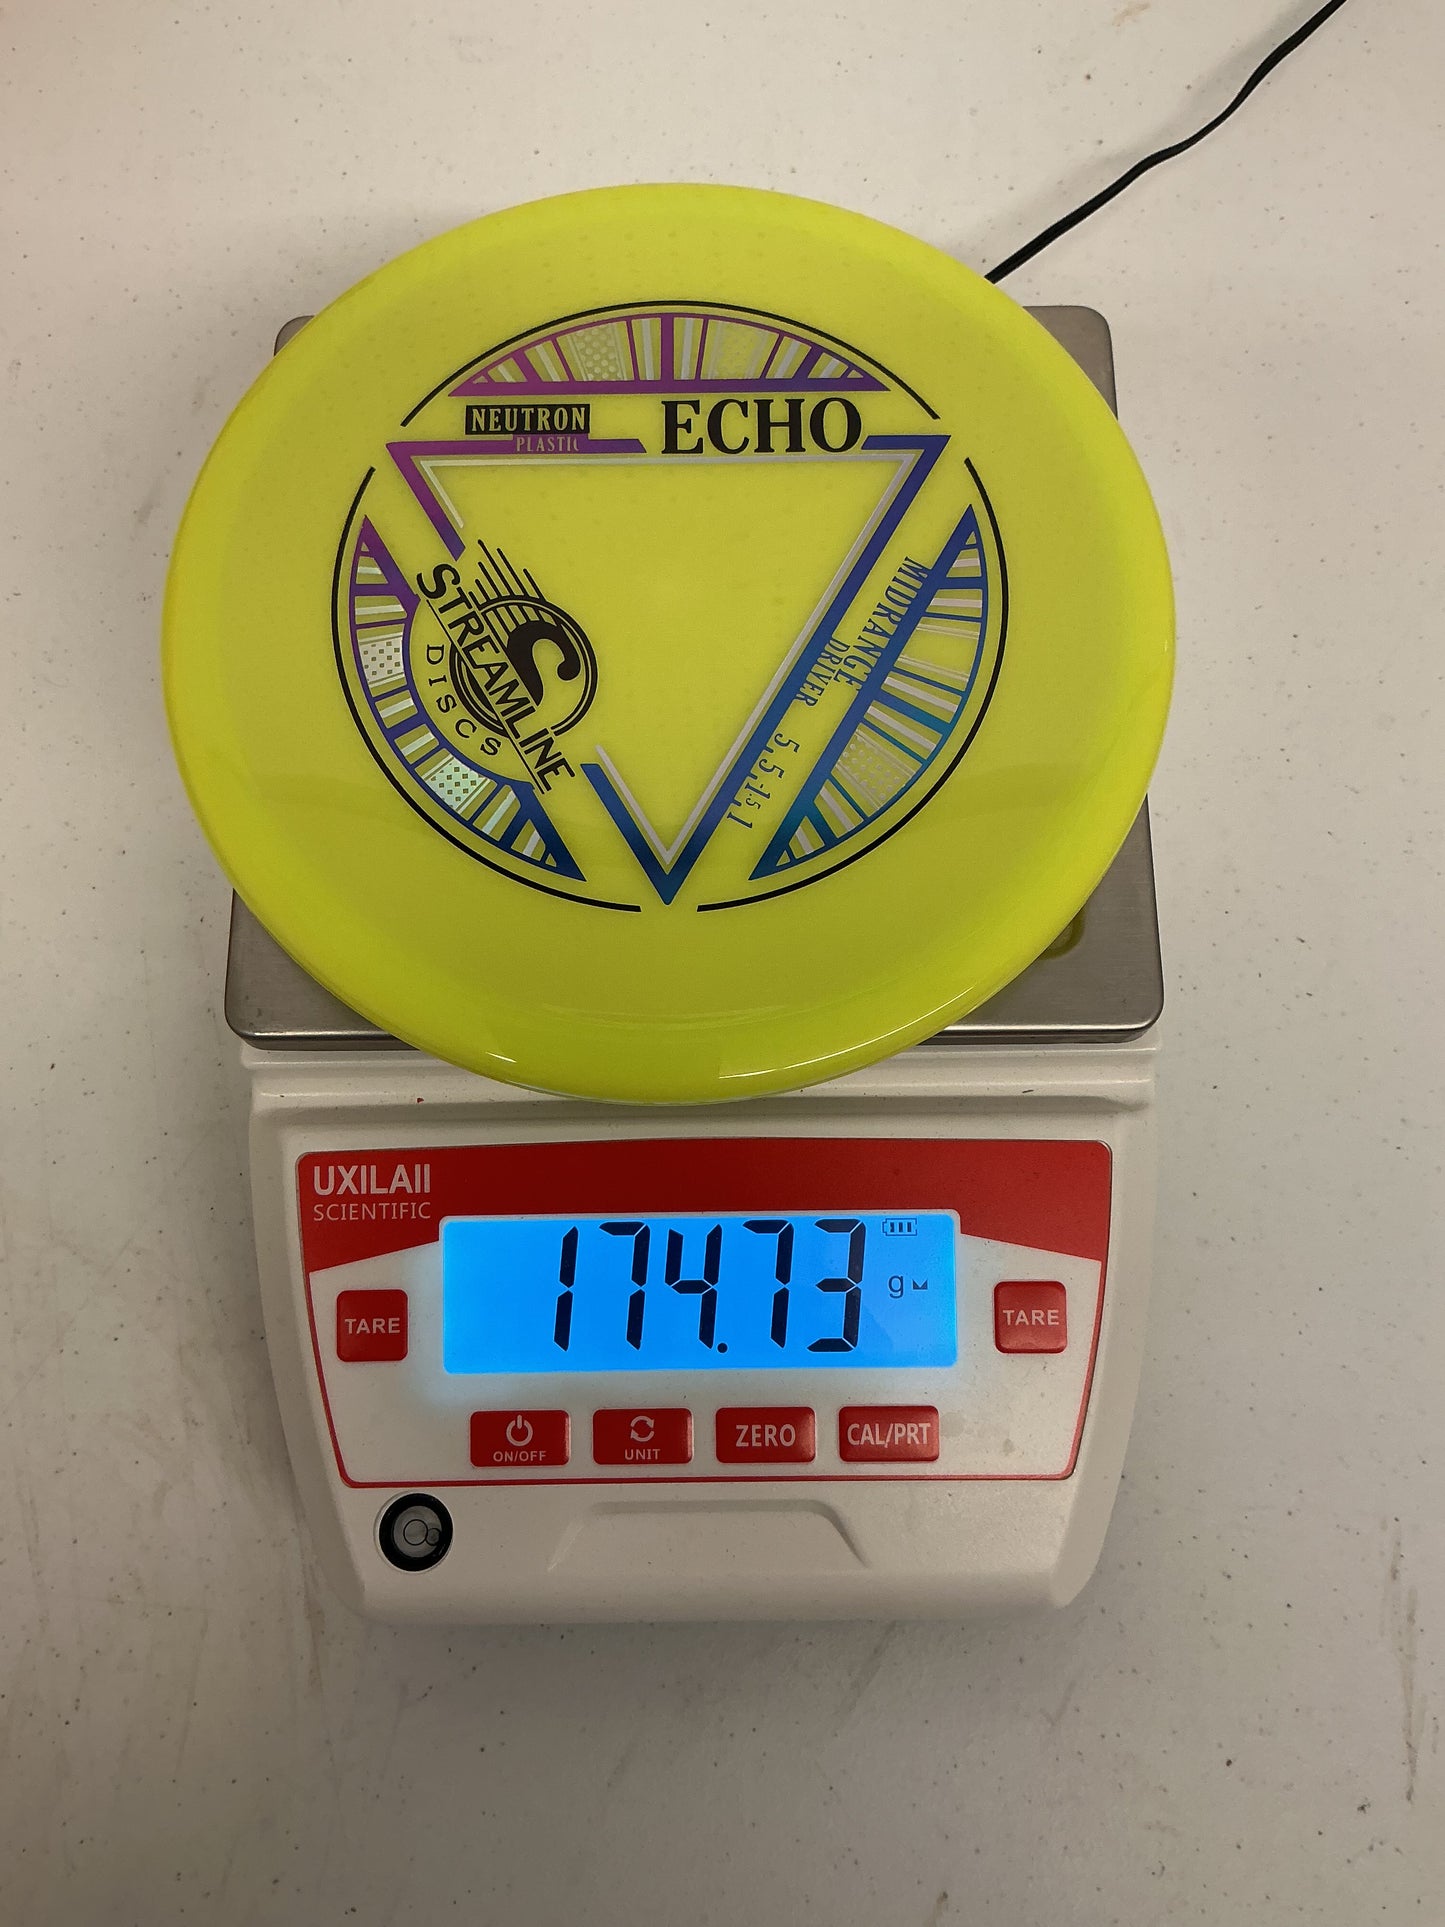 NEUTRON
PLASTIC
ECHO
STREAMLINE
DISCS
MIDRANGE
DRIVER
5, 5, -1.5, 1
UXILAII
SCIENTIFIC
174.73 g
TARE
TARE
ON/OFF
UNIT
ZERO
CAL/PRT